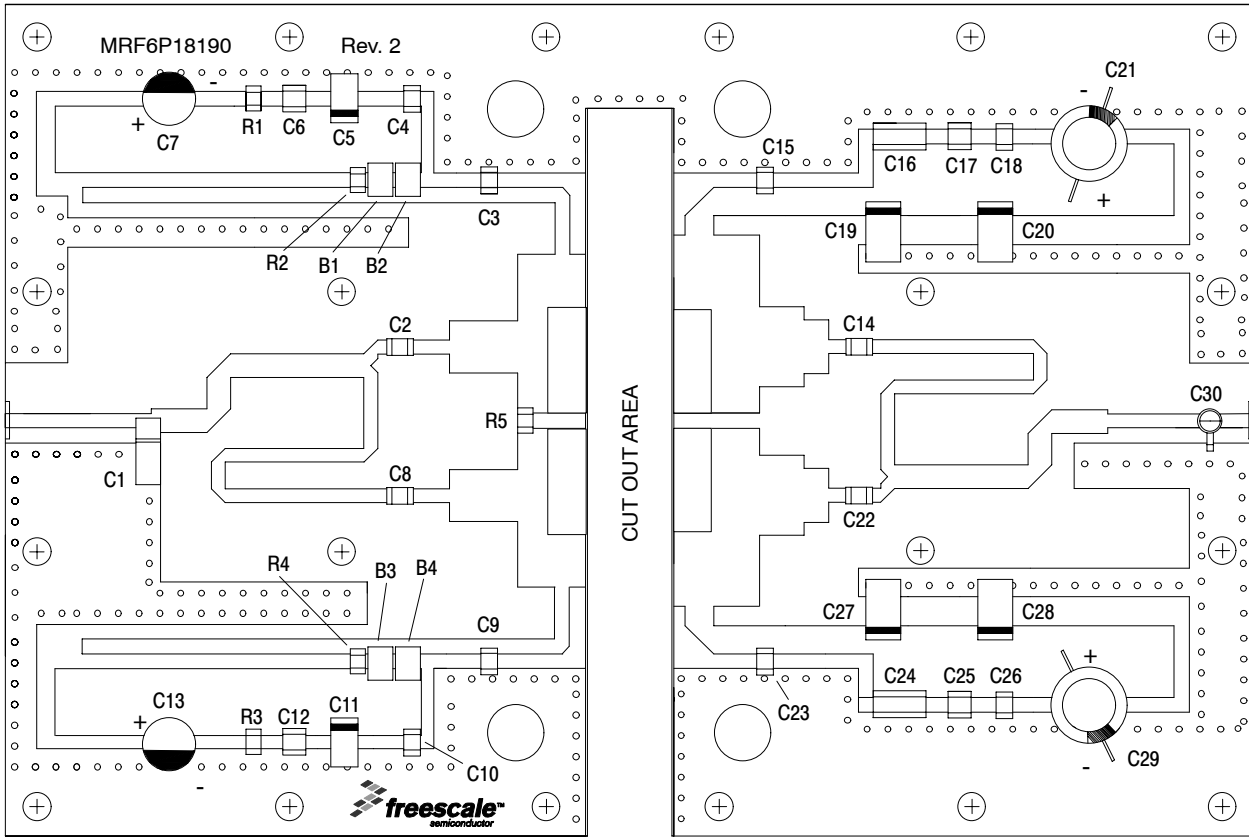 MRF6P18190 Rev. 2
C21
-
-
+ C7 R1 C6 C5 C4
C15
C16 C17 C18
+
C3
C19 C20
R2 B1 B2
C2 C14
R5 CUT OUT AREA C30
C1 C8 C22
R4 B3 B4
C9 C27 C28
+
C13 R3 C12 C11 C24 C25 C26
+
C23
C10 C29
-
-
freescale™
semiconductor